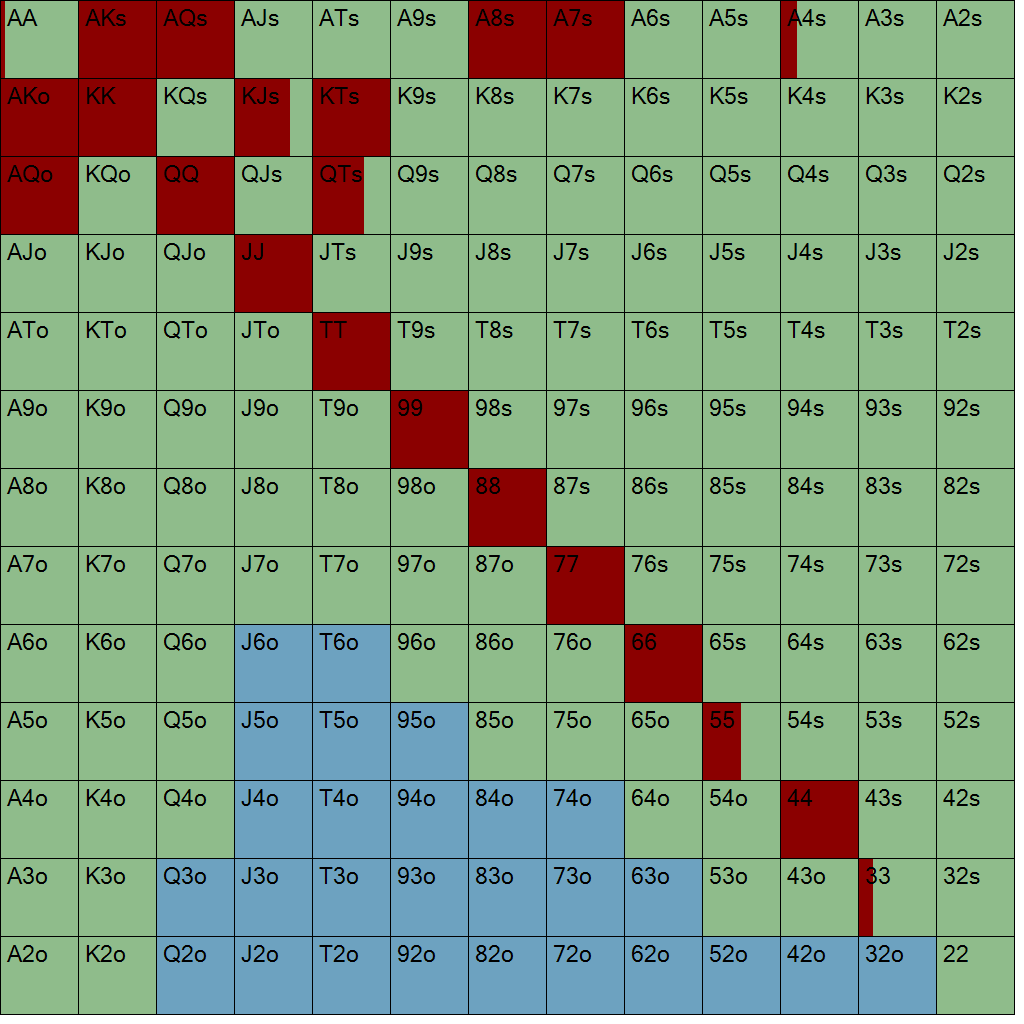 AA AKs AQs AJs ATs A9s A8s A7s A6s A5s A4s A3s A2s
AKo KK KQs KJs KTs K9s K8s K7s K6s K5s K4s K3s K2s
AQo KQo QQ QJs QTs Q9s Q8s Q7s Q6s Q5s Q4s Q3s Q2s
AJo KJo QJo JJ JTs J9s J8s J7s J6s J5s J4s J3s J2s
ATo KTo QTo JTo TT T9s T8s T7s T6s T5s T4s T3s T2s
A9o K9o Q9o J9o T9o 99 98s 97s 96s 95s 94s 93s 92s
A8o K8o Q8o J8o T8o 98o 88 87s 86s 85s 84s 83s 82s
A7o K7o Q7o J7o T7o 97o 87o 77 76s 75s 74s 73s 72s
A6o K6o Q6o J6o T6o 96o 86o 76o 66 65s 64s 63s 62s
A5o K5o Q5o J5o T5o 95o 85o 75o 65o 55 54s 53s 52s
A4o K4o Q4o J4o T4o 94o 84o 74o 64o 54o 44 43s 42s
A3o K3o Q3o J3o T3o 93o 83o 73o 63o 53o 43o 33 32s
A2o K2o Q2o J2o T2o 92o 82o 72o 62o 52o 42o 32o 22